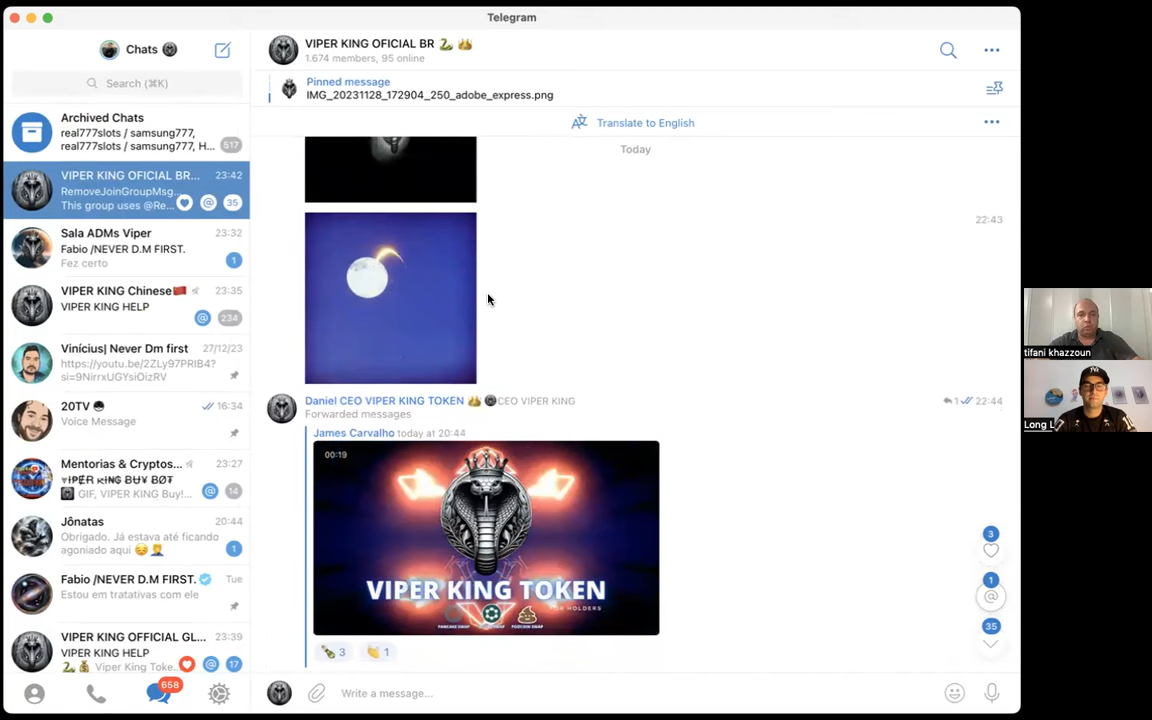 Telegram
Chats
Search (⌘K)
Archived Chats
real777slots / samsung777,
real777slots / samsung777, H...
517
VIPER KING OFICIAL BR...
23:42
RemoveJoinGroupMsg...
This group uses @Re...
35
Sala ADMs Viper
23:32
Fabio /NEVER D.M FIRST.
Fez certo
1
VIPER KING Chinese
23:35
VIPER KING HELP
@
234
Vinícius| Never Dm first
27/12/23
https://youtu.be/2ZLy97PRIB4?
si=9NirrxUGYsiOizRV
20TV
16:34
Voice Message
Mentorias & Cryptos...
23:27
VIPER KING BUY BOT
GIF, VIPER KING Buy!...
@
14
Jônatas
20:44
Obrigado. Já estava até ficando
agoniado aqui 😔🤦
1
Fabio /NEVER D.M FIRST.
Tue
Estou em tratativas com ele
VIPER KING OFFICIAL GL...
23:39
VIPER KING HELP
🐍💰 Viper King Toke...
@
17
658
VIPER KING OFICIAL BR 🐍 👑
1.674 members, 95 online
Pinned message
IMG_20231128_172904_250_adobe_express.png
Translate to English
Today
22:43
Daniel CEO VIPER KING TOKEN 👑 CEO VIPER KING
1
22:44
Forwarded messages
James Carvalho today at 20:44
00:19
VIPER KING TOKEN
FOR HOLDERS
PANCAKE SWAP
POOCOIN SWAP
🍾 3
👏 1
3
1
@
35
Write a message...
tifani khazzoun
Long L